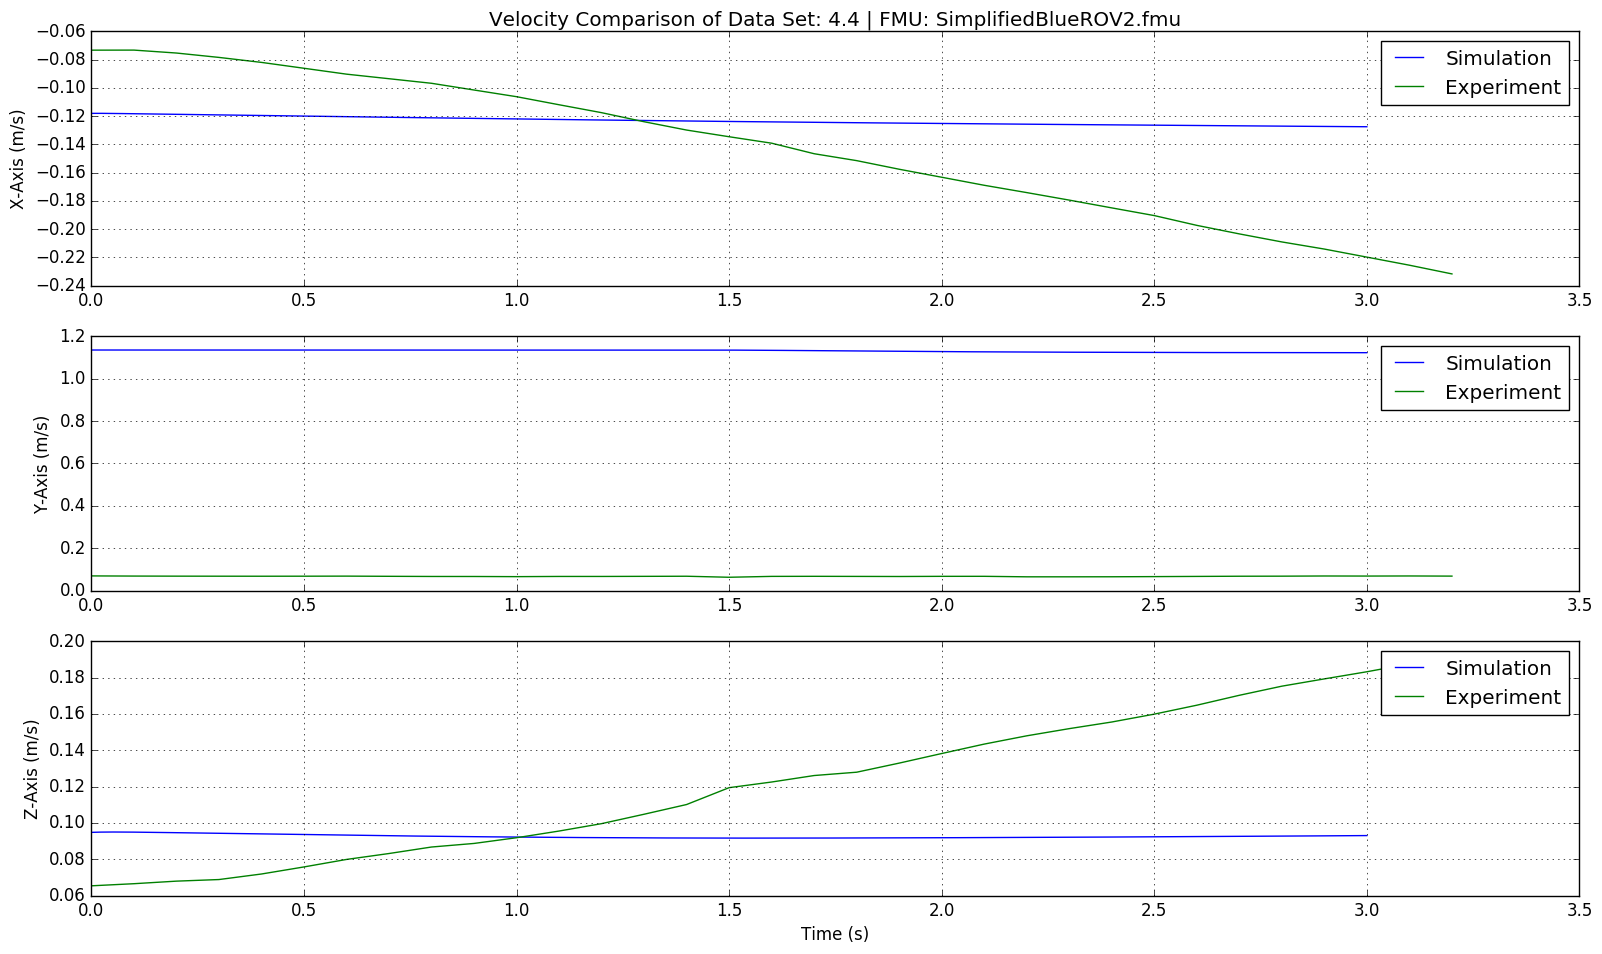 Velocity Comparison of Data Set: 4.4 | FMU: SimplifiedBlueROV2.fmu
−0.06
−0.08
−0.10
−0.12
−0.14
−0.16
−0.18
−0.20
−0.22
−0.24
X-Axis (m/s)
Simulation
Experiment
0.0 0.5 1.0 1.5 2.0 2.5 3.0 3.5
1.2
1.0
0.8
0.6
0.4
0.2
0.0
Y-Axis (m/s)
Simulation
Experiment
0.0 0.5 1.0 1.5 2.0 2.5 3.0 3.5
0.20
0.18
0.16
0.14
0.12
0.10
0.08
0.06
Z-Axis (m/s)
Simulation
Experiment
0.0 0.5 1.0 1.5 2.0 2.5 3.0 3.5
Time (s)